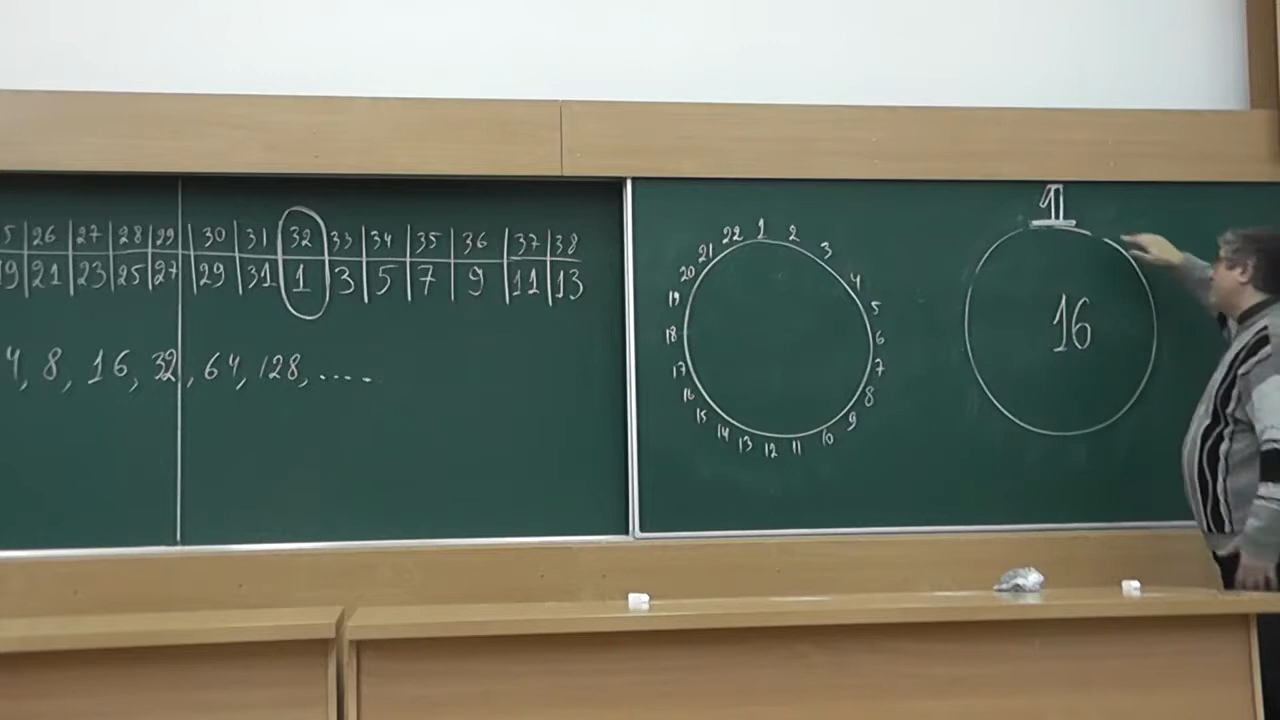 5 26 27 28 29 30 31 32 33 34 35 36 37 38
19 21 23 25 27 29 31 1 3 5 7 9 11 13
4, 8, 16, 32, 64, 128, ....
1 2 3 4 5 6 7 8 9 10 11 12 13 14 15 16 17 18 19 20 21 22
1
16